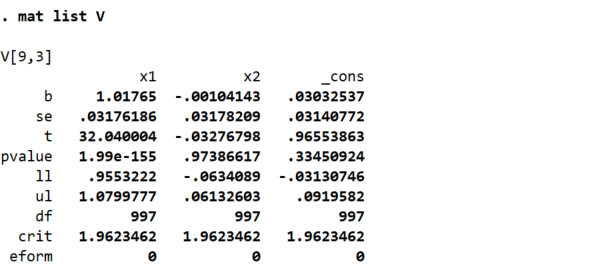 . mat list V
V[9,3]
x1 x2 _cons
b 1.01765 -.00104143 .03032537
se .03176186 .03178209 .03140772
t 32.040004 -.03276798 .96553863
pvalue 1.99e-155 .97386617 .33450924
ll .9553222 -.0634089 -.03130746
ul 1.0799777 .06132603 .0919582
df 997 997 997
crit 1.9623462 1.9623462 1.9623462
eform 0 0 0